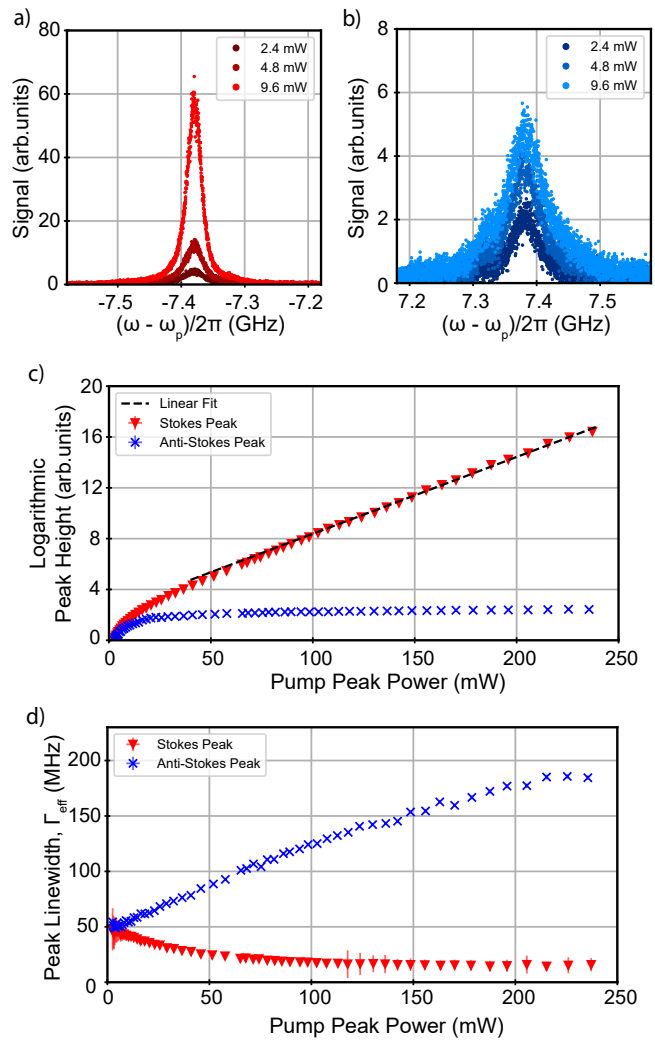 a)
80
60
40
20
0
Signal (arb.units)
2.4 mW
4.8 mW
9.6 mW
-7.5
-7.4
-7.3
-7.2
(ω - ωp)/2π (GHz)
b)
8
6
4
2
0
Signal (arb.units)
2.4 mW
4.8 mW
9.6 mW
7.2
7.3
7.4
7.5
(ω - ωp)/2π (GHz)
c)
20
16
12
8
4
0
Logarithmic
Peak Height (arb.units)
Linear Fit
Stokes Peak
Anti-Stokes Peak
0
50
100
150
200
250
Pump Peak Power (mW)
d)
200
150
100
50
0
Peak Linewidth, Γeff (MHz)
Stokes Peak
Anti-Stokes Peak
0
50
100
150
200
250
Pump Peak Power (mW)